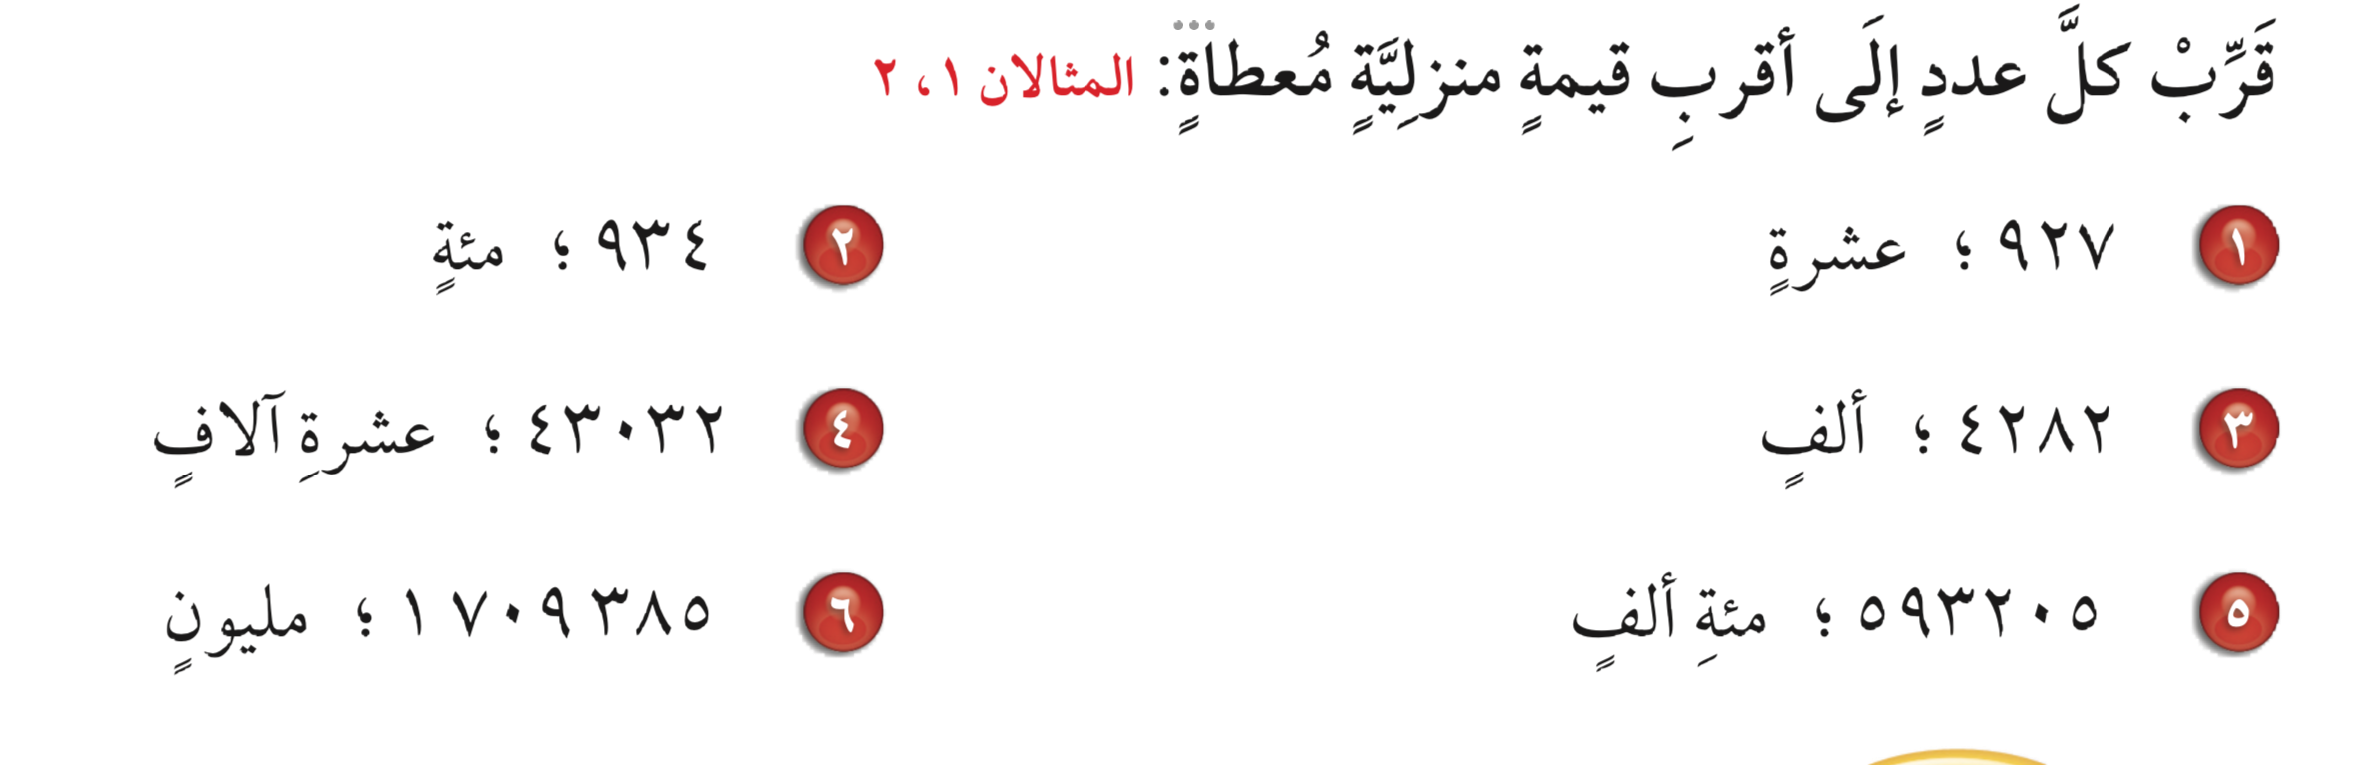 قَرِّبْ كلَّ عددٍ إلَى أقربِ قيمةٍ منزلِيَّةٍ مُعطاةٍ: المثالان ١، ٢
١ ٩٢٧ ؛ عشرةٍ ٢ ٩٣٤ ؛ مئةٍ
٣ ٤٢٨٢ ؛ ألفٍ ٤ ٤٣٠٣٢ ؛ عشرةِ آلافٍ
٥ ٥٩٣٢٠٥ ؛ مئةِ ألفٍ ٦ ١٧٠٩٣٨٥ ؛ مليونٍ